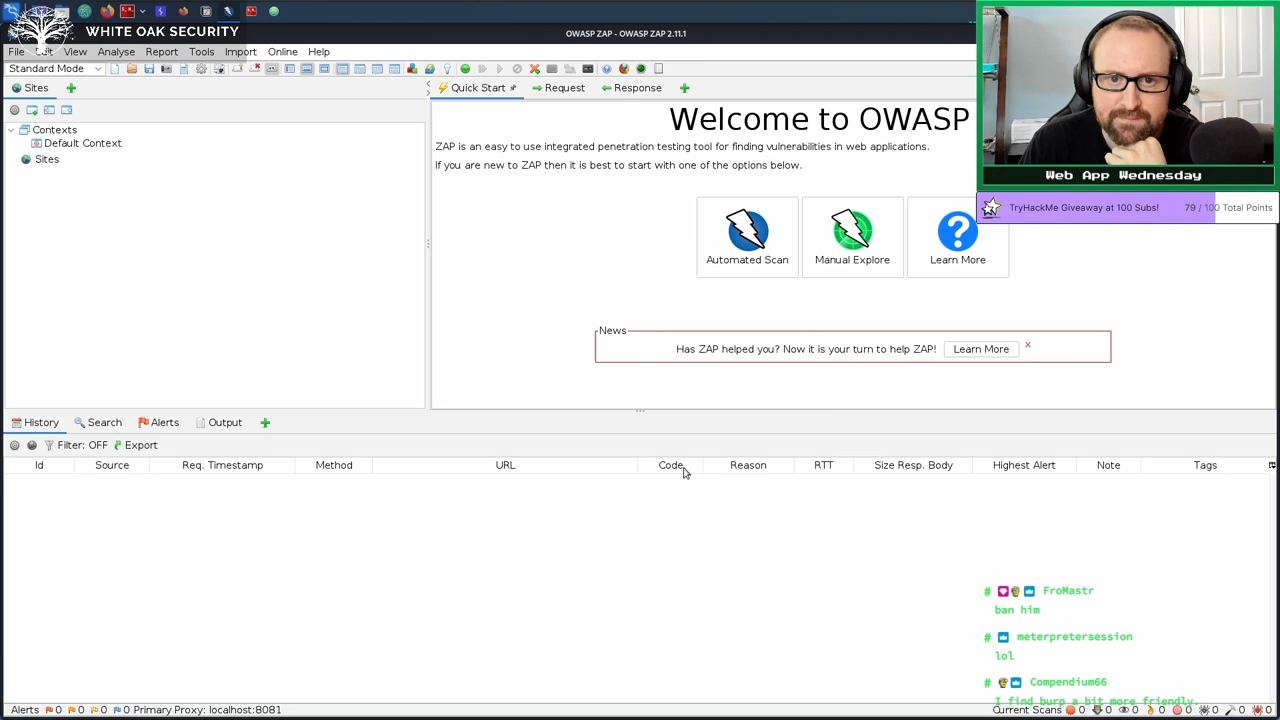 WHITE OAK SECURITY
OWASP ZAP - OWASP ZAP 2.11.1
File Edit View Analyse Report Tools Import Online Help
Standard Mode
Sites
Quick Start Request Response
Contexts
Default Context
Sites
Welcome to OWASP
ZAP is an easy to use integrated penetration testing tool for finding vulnerabilities in web applications.
If you are new to ZAP then it is best to start with one of the options below.
Automated Scan Manual Explore Learn More
News
Has ZAP helped you? Now it is your turn to help ZAP! Learn More x
Web App Wednesday
TryHackMe Giveaway at 100 Subs! 79 / 100 Total Points
History Search Alerts Output
Filter: OFF Export
Id Source Req. Timestamp Method URL Code Reason RTT Size Resp. Body Highest Alert Note Tags
# FroMastr
ban him
# meterpretersession
lol
# Compendium66
I find burp a bit more friendly.
Alerts 0 0 0 0 Primary Proxy: localhost:8081
Current Scans 0 0 0 0 0 0 0 0